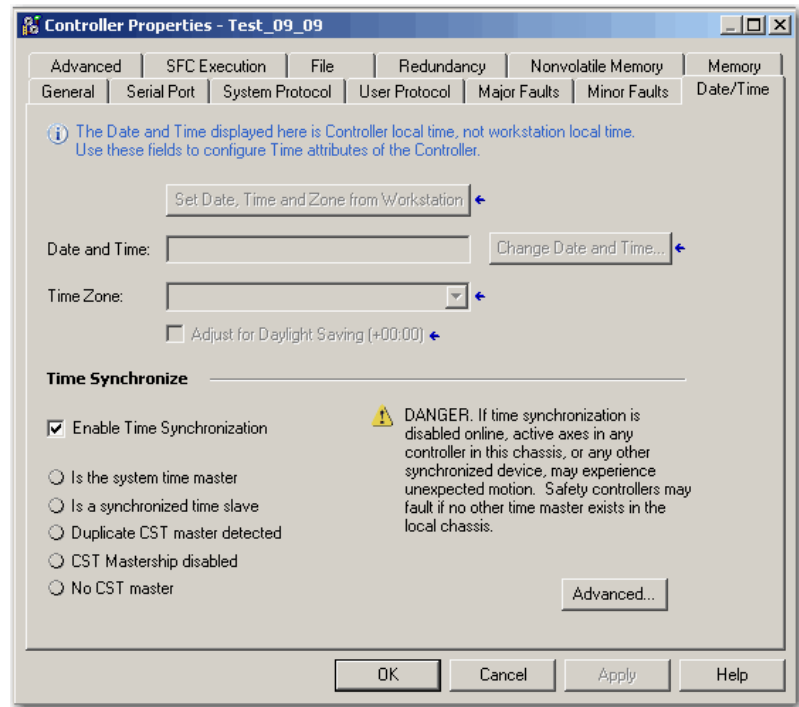 Controller Properties - Test_09_09
Advanced SFC Execution File Redundancy Nonvolatile Memory Memory
General Serial Port System Protocol User Protocol Major Faults Minor Faults Date/Time
The Date and Time displayed here is Controller local time, not workstation local time.
Use these fields to configure Time attributes of the Controller.
Set Date, Time and Zone from Workstation
Date and Time:
Change Date and Time...
Time Zone:
Adjust for Daylight Saving (+00:00)
Time Synchronize
Enable Time Synchronization
Is the system time master
Is a synchronized time slave
Duplicate CST master detected
CST Mastership disabled
No CST master
DANGER. If time synchronization is
disabled online, active axes in any
controller in this chassis, or any other
synchronized device, may experience
unexpected motion. Safety controllers may
fault if no other time master exists in the
local chassis.
Advanced...
OK Cancel Apply Help